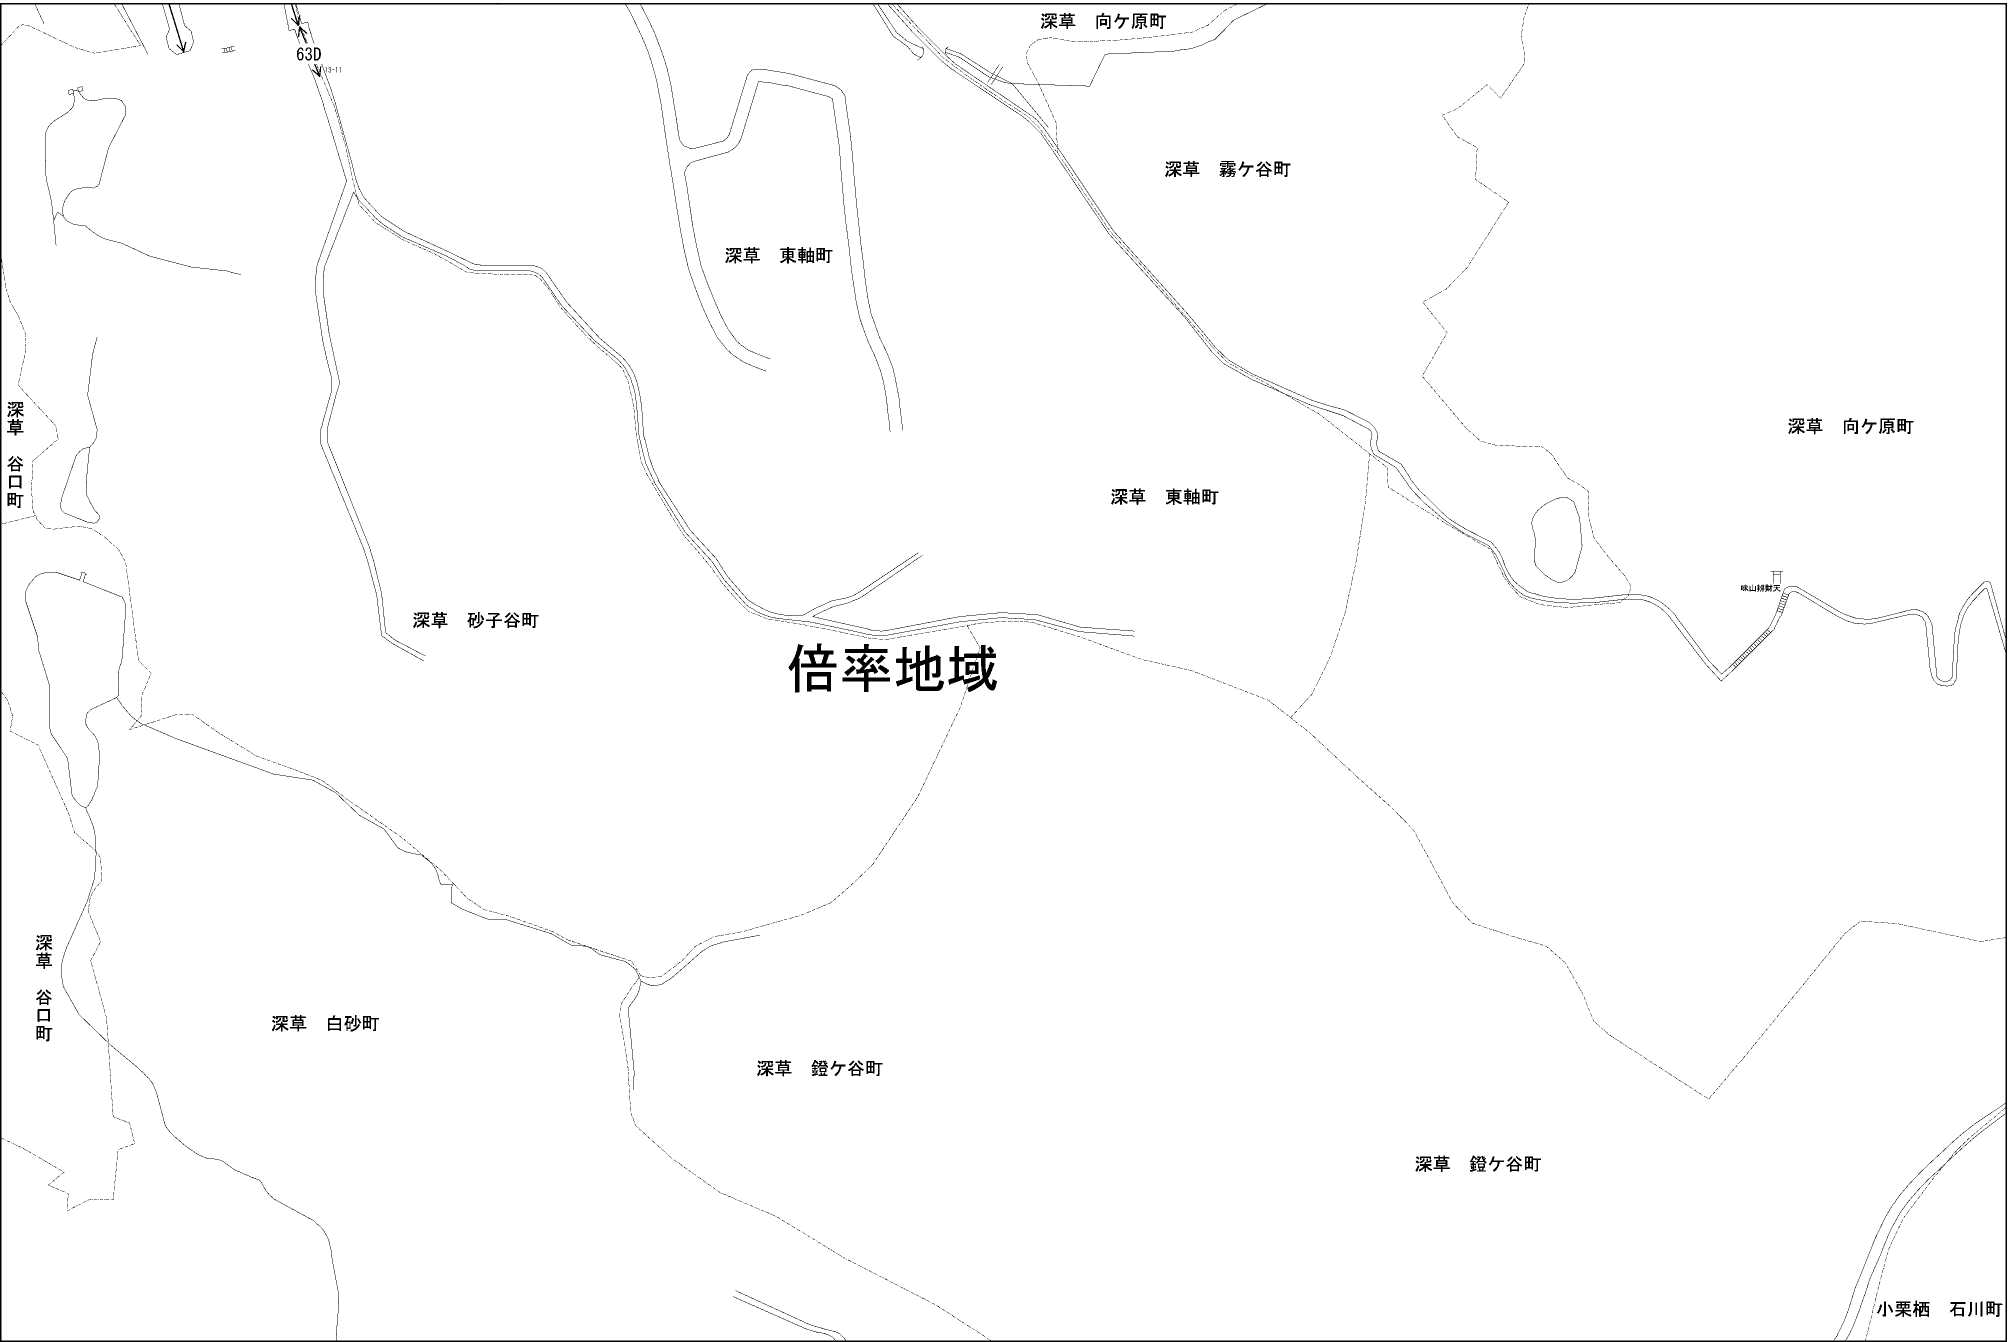 深草　向ケ原町
63D
13-11
深草　霧ケ谷町
深草　東軸町
深草　谷口町
深草　向ケ原町
深草　東軸町
深草　砂子谷町
倍率地域
深草　谷口町
深草　白砂町
深草　鐙ケ谷町
深草　鐙ケ谷町
小栗栖　石川町